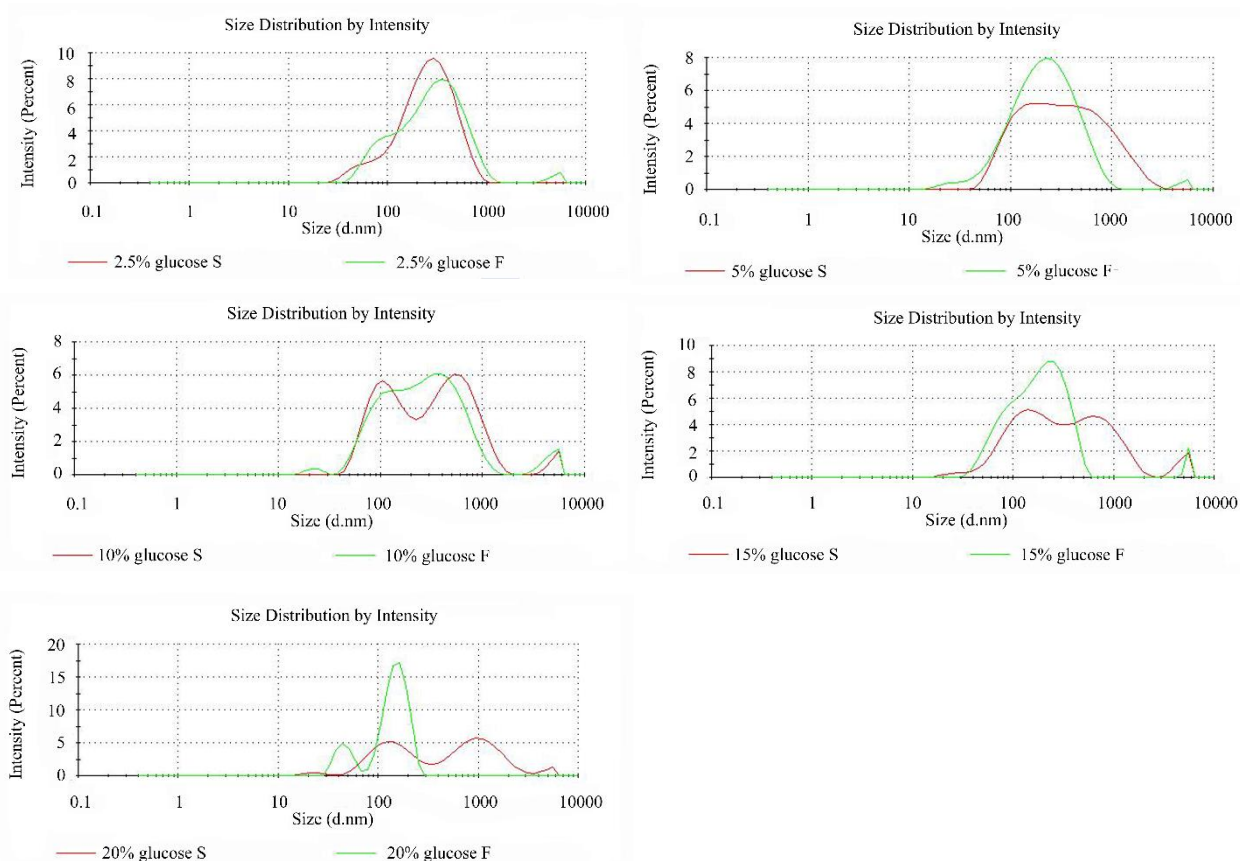 Size Distribution by Intensity
Intensity (Percent)
10
8
6
4
2
0
0.1 1 10 100 1000 10000
Size (d.nm)
2.5% glucose S 2.5% glucose F
Size Distribution by Intensity
Intensity (Percent)
8
6
4
2
0
0.1 1 10 100 1000 10000
Size (d.nm)
5% glucose S 5% glucose F
Size Distribution by Intensity
Intensity (Percent)
8
6
4
2
0
0.1 1 10 100 1000 10000
Size (d.nm)
10% glucose S 10% glucose F
Size Distribution by Intensity
Intensity (Percent)
10
8
6
4
2
0
0.1 1 10 100 1000 10000
Size (d.nm)
15% glucose S 15% glucose F
Size Distribution by Intensity
Intensity (Percent)
20
15
10
5
0
0.1 1 10 100 1000 10000
Size (d.nm)
20% glucose S 20% glucose F